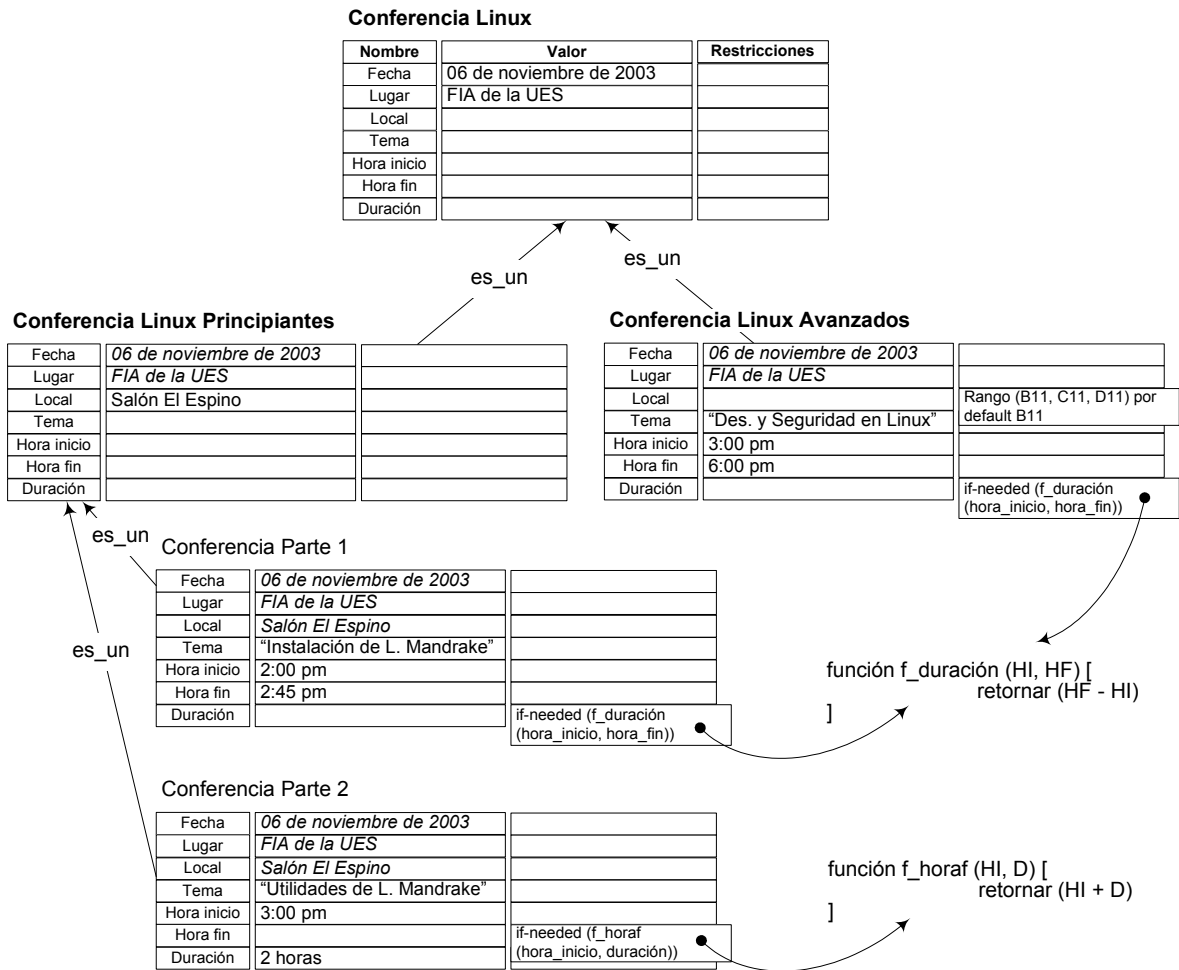 Conferencia Linux
Nombre Valor Restricciones
Fecha 06 de noviembre de 2003
Lugar FIA de la UES
Local
Tema
Hora inicio
Hora fin
Duración
es_un
es_un
Conferencia Linux Principiantes
Fecha 06 de noviembre de 2003
Lugar FIA de la UES
Local Salón El Espino
Tema
Hora inicio
Hora fin
Duración
Conferencia Linux Avanzados
Fecha 06 de noviembre de 2003
Lugar FIA de la UES
Local Rango (B11, C11, D11) por
default B11
Tema “Des. y Seguridad en Linux”
Hora inicio 3:00 pm
Hora fin 6:00 pm
Duración if-needed (f_duración
(hora_inicio, hora_fin))
es_un
Conferencia Parte 1
Fecha 06 de noviembre de 2003
Lugar FIA de la UES
Local Salón El Espino
Tema “Instalación de L. Mandrake”
Hora inicio 2:00 pm
Hora fin 2:45 pm
Duración if-needed (f_duración
(hora_inicio, hora_fin))
es_un
función f_duración (HI, HF) [
retornar (HF - HI)
]
Conferencia Parte 2
Fecha 06 de noviembre de 2003
Lugar FIA de la UES
Local Salón El Espino
Tema “Utilidades de L. Mandrake”
Hora inicio 3:00 pm
Hora fin if-needed (f_horaf
(hora_inicio, duración))
Duración 2 horas
función f_horaf (HI, D) [
retornar (HI + D)
]